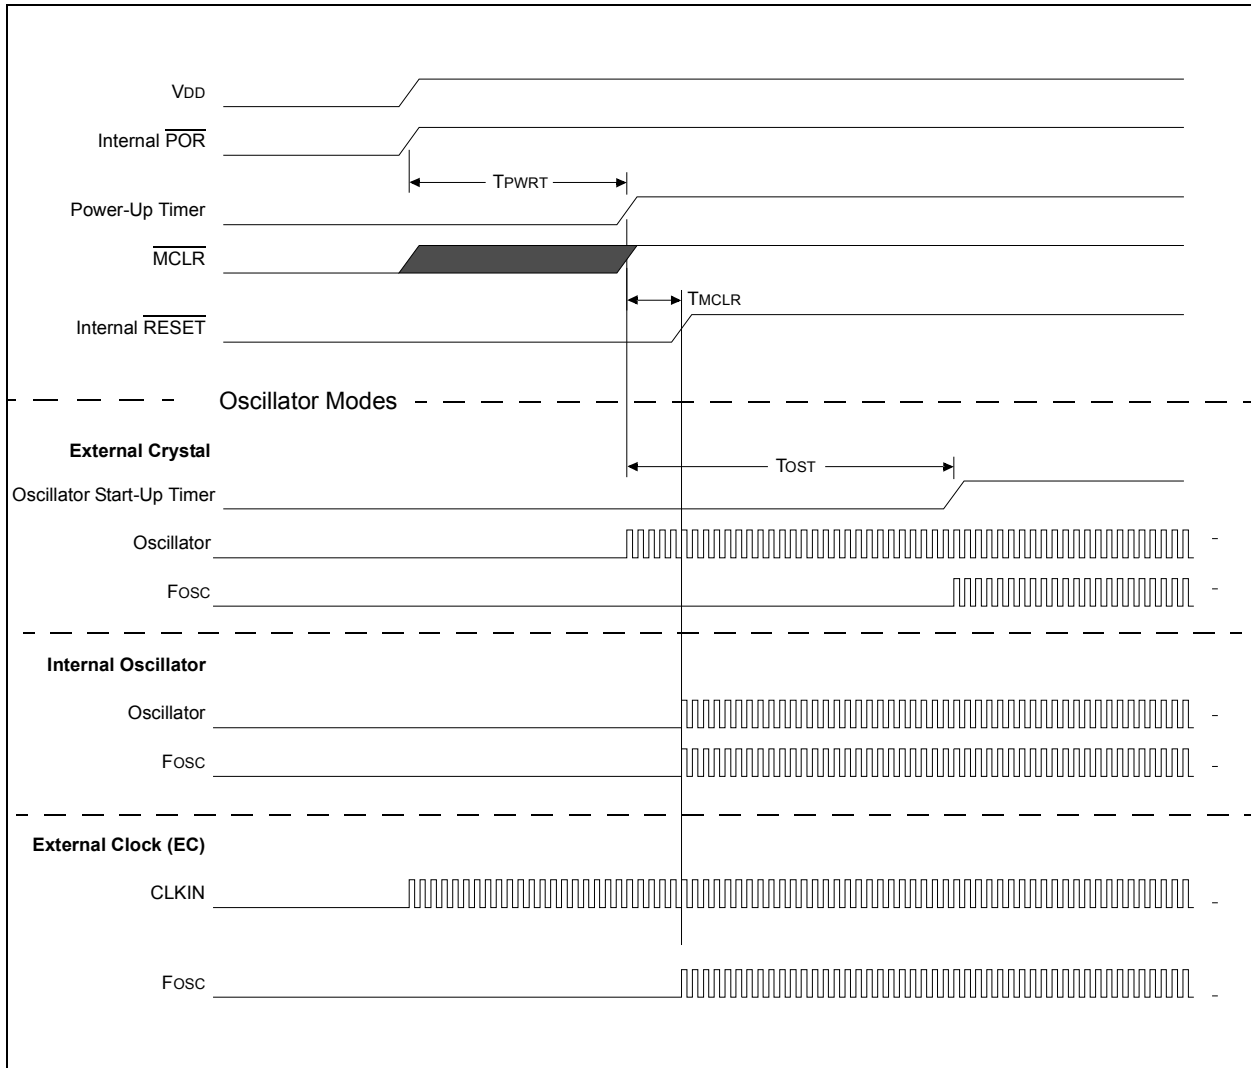 VDD
Internal POR
TPWRT
Power-Up Timer
MCLR
TMCLR
Internal RESET
Oscillator Modes
External Crystal
TOST
Oscillator Start-Up Timer
Oscillator
FOSC
Internal Oscillator
Oscillator
FOSC
External Clock (EC)
CLKIN
FOSC